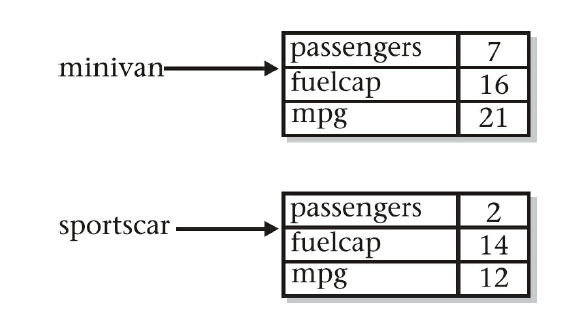 passengers 7
minivan
fuelcap 16
mpg 21
passengers 2
sportscar
fuelcap 14
mpg 12